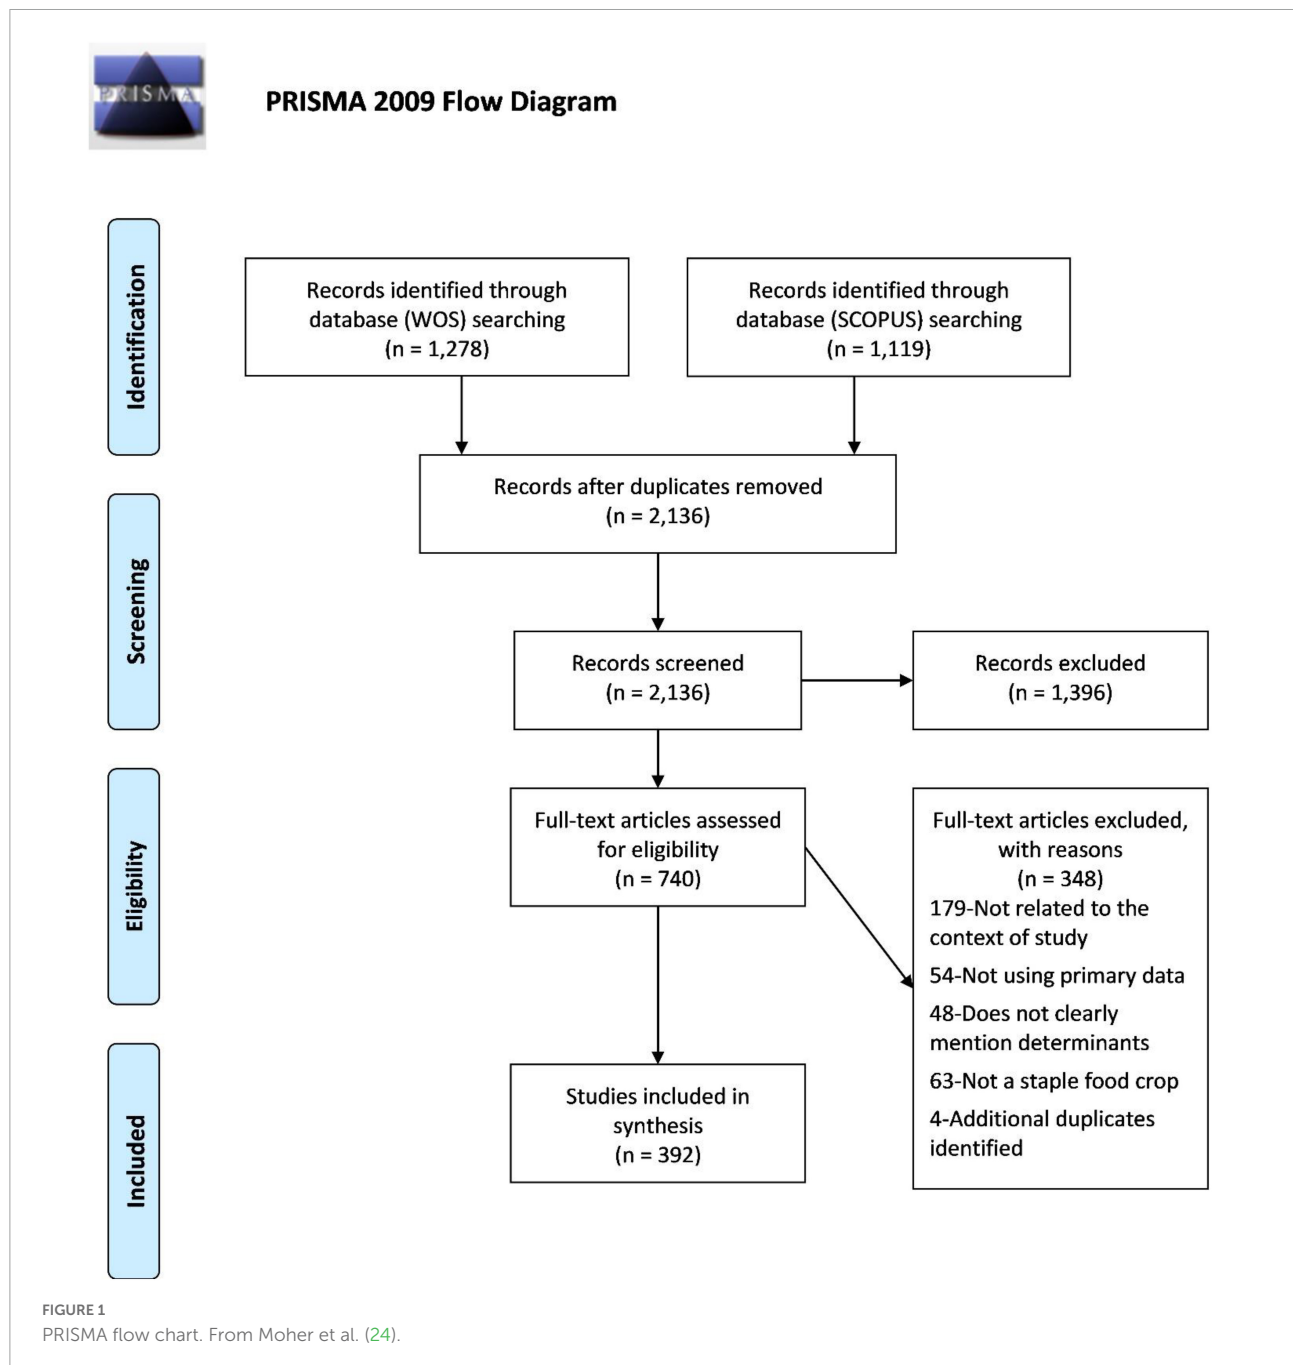 PRISMA
PRISMA 2009 Flow Diagram
Identification
Records identified through
database (WOS) searching
(n = 1,278)
Records identified through
database (SCOPUS) searching
(n = 1,119)
Records after duplicates removed
(n = 2,136)
Screening
Records screened
(n = 2,136)
Records excluded
(n = 1,396)
Eligibility
Full-text articles assessed
for eligibility
(n = 740)
Full-text articles excluded,
with reasons
(n = 348)
179-Not related to the
context of study
54-Not using primary data
48-Does not clearly
mention determinants
63-Not a staple food crop
4-Additional duplicates
identified
Included
Studies included in
synthesis
(n = 392)
FIGURE 1
PRISMA flow chart. From Moher et al. (24).